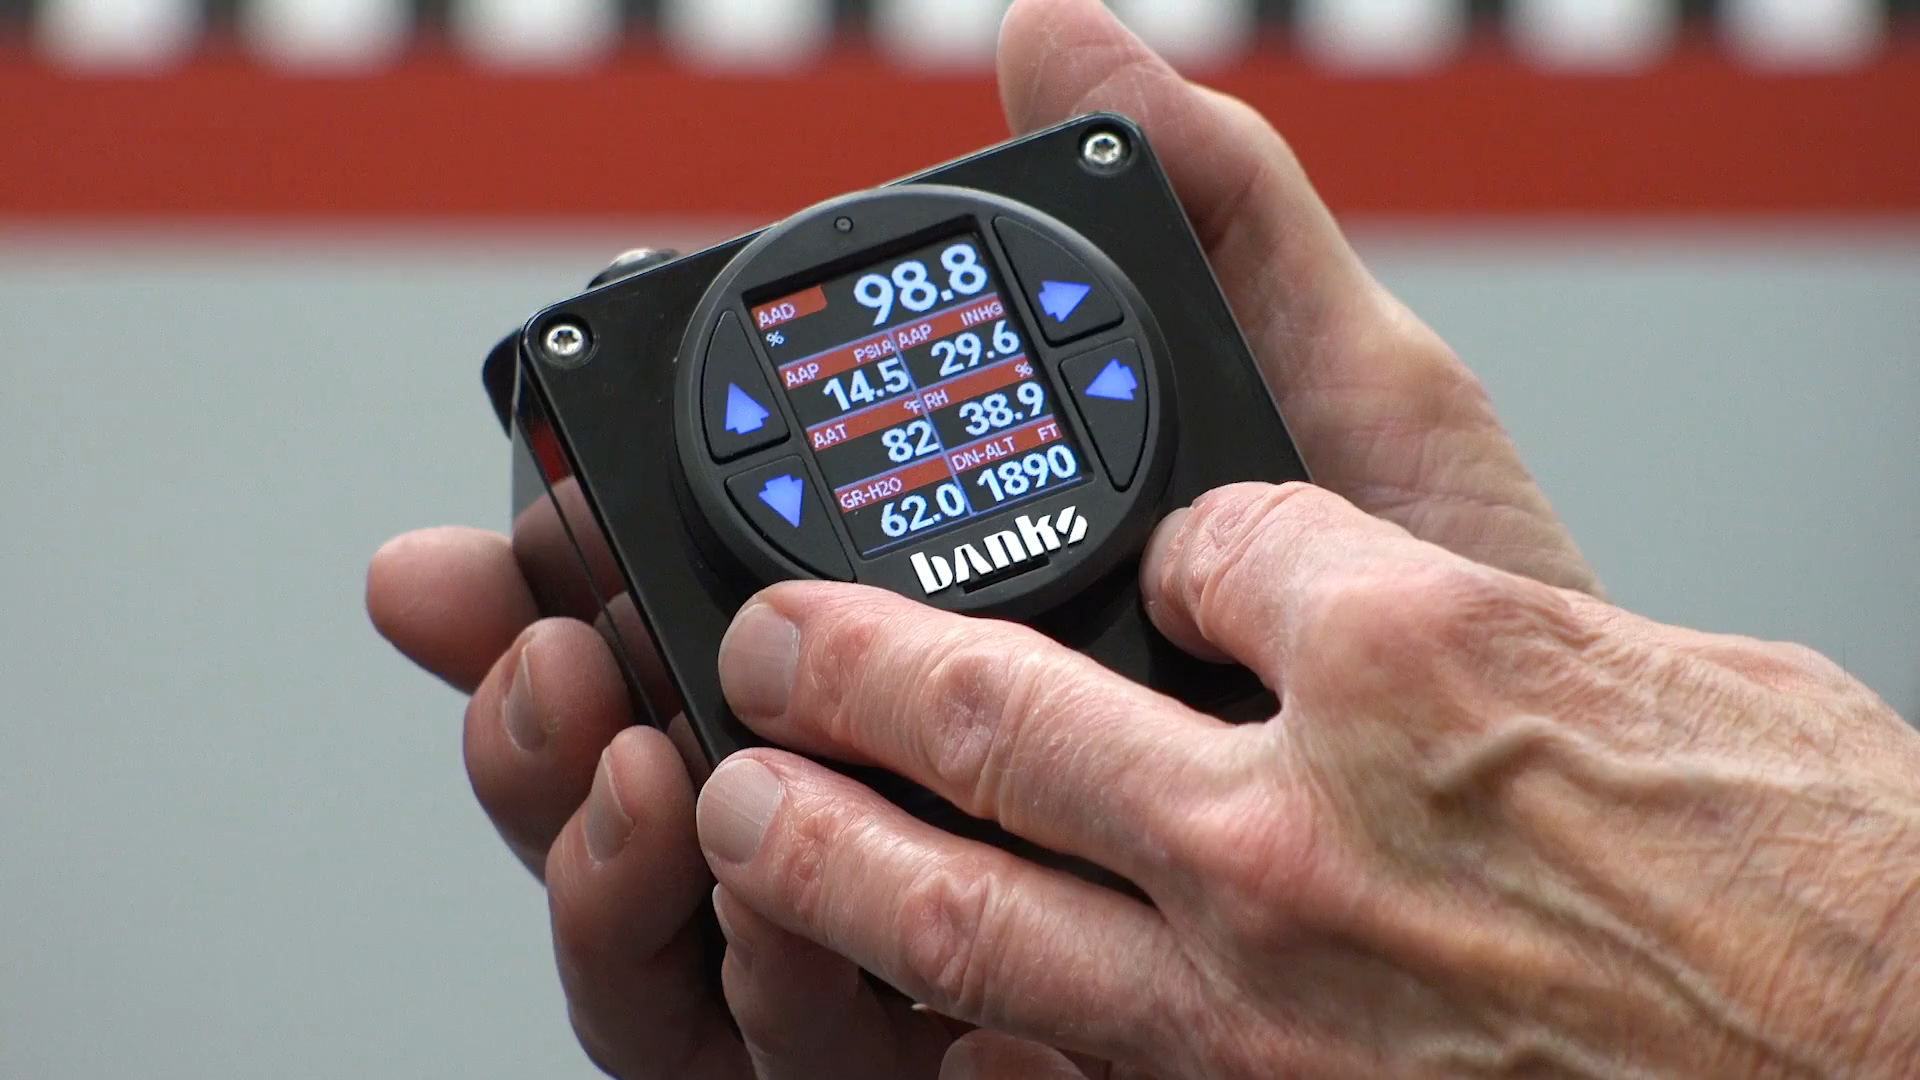 AAD 98.8
%
AAP PSIA AAP INHG
14.5 29.6
AAT °F RH %
82 38.9
GR-H2O DN-ALT FT
62.0 1890
banks